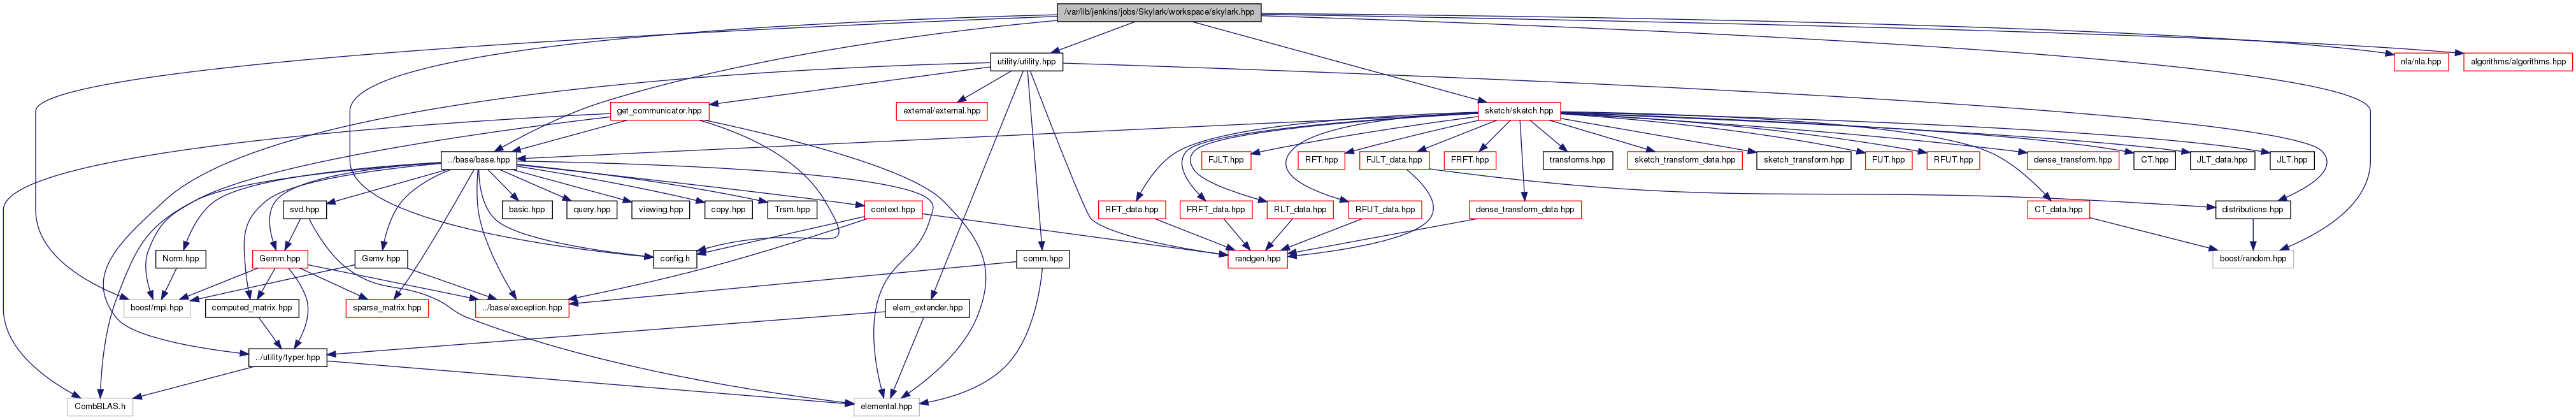 /var/lib/jenkins/jobs/Skylark/workspace/skylark.hpp
utility/utility.hpp
nla/nla.hpp
algorithms/algorithms.hpp
get_communicator.hpp
external/external.hpp
sketch/sketch.hpp
../base/base.hpp
FJLT.hpp
RFT.hpp
FJLT_data.hpp
FRFT.hpp
transforms.hpp
sketch_transform_data.hpp
sketch_transform.hpp
FUT.hpp
RFUT.hpp
dense_transform.hpp
CT.hpp
JLT_data.hpp
JLT.hpp
svd.hpp
basic.hpp
query.hpp
viewing.hpp
copy.hpp
Trsm.hpp
context.hpp
RFT_data.hpp
FRFT_data.hpp
RLT_data.hpp
RFUT_data.hpp
dense_transform_data.hpp
CT_data.hpp
distributions.hpp
Norm.hpp
Gemm.hpp
Gemv.hpp
config.h
comm.hpp
randgen.hpp
boost/random.hpp
boost/mpi.hpp
computed_matrix.hpp
sparse_matrix.hpp
../base/exception.hpp
elem_extender.hpp
../utility/typer.hpp
CombBLAS.h
elemental.hpp